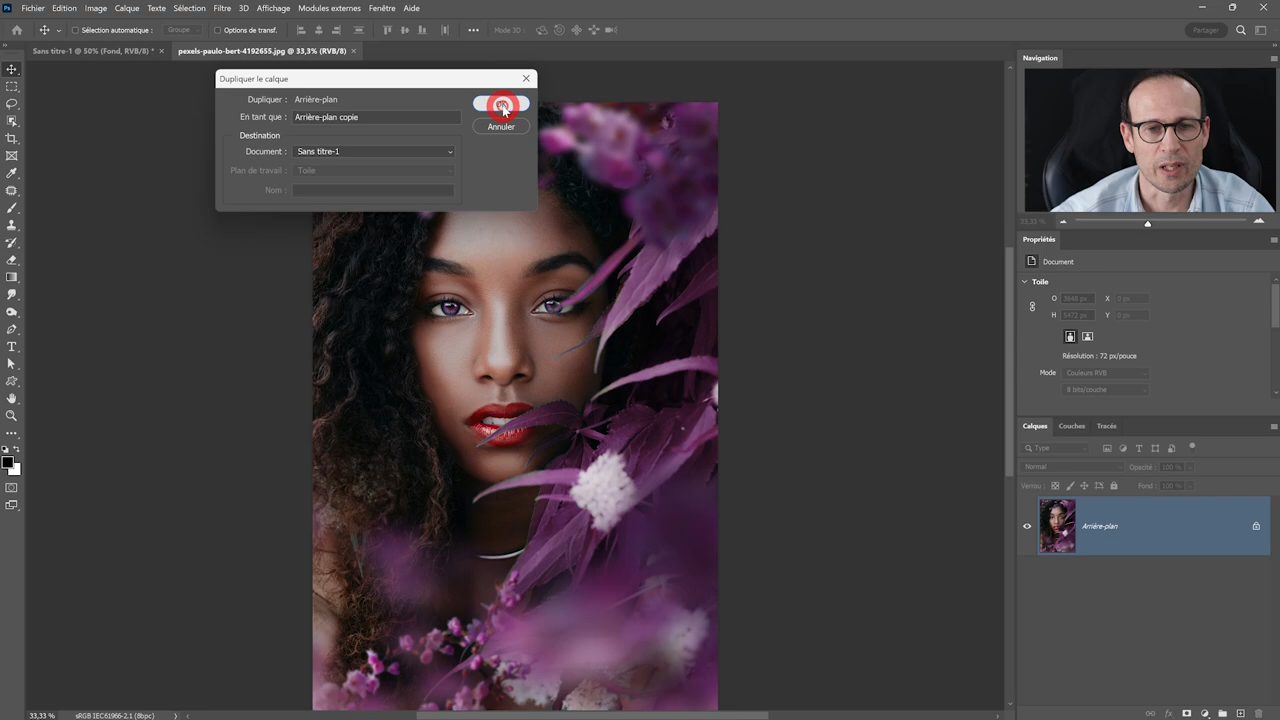 Ps Fichier Edition Image Calque Texte Sélection Filtre 3D Affichage Modules externes Fenêtre Aide
Sélection automatique : Groupe Options de transf. Mode 3D : Partager
Sans titre-1 @ 50% (Fond, RVB/8) *
pexels-paulo-bert-4192655.jpg @ 33,3% (RVB/8)
Dupliquer le calque
Dupliquer : Arrière-plan
OK
En tant que : Arrière-plan copie
Annuler
Destination
Document : Sans titre-1
Plan de travail : Toile
Nom :
Navigation
33,33 %
Propriétés
Document
Toile
O 3648 px X 0 px
H 5472 px Y 0 px
Résolution : 72 px/pouce
Mode Couleurs RVB
8 bits/couche
Calques Couches Tracés
Type
Normal Opacité : 100 %
Verrou : Fond : 100 %
Arrière-plan
33,33 % sRGB IEC61966-2.1 (8bpc)